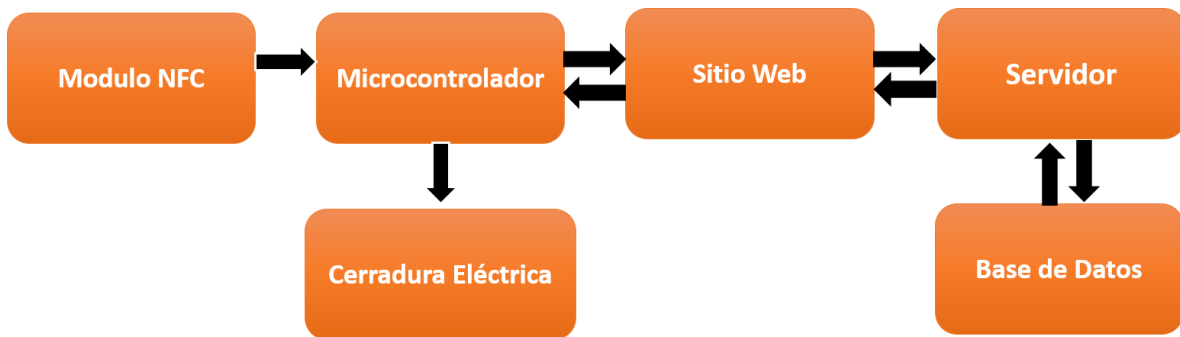 Modulo NFC
Microcontrolador
Sitio Web
Servidor
Cerradura Eléctrica
Base de Datos